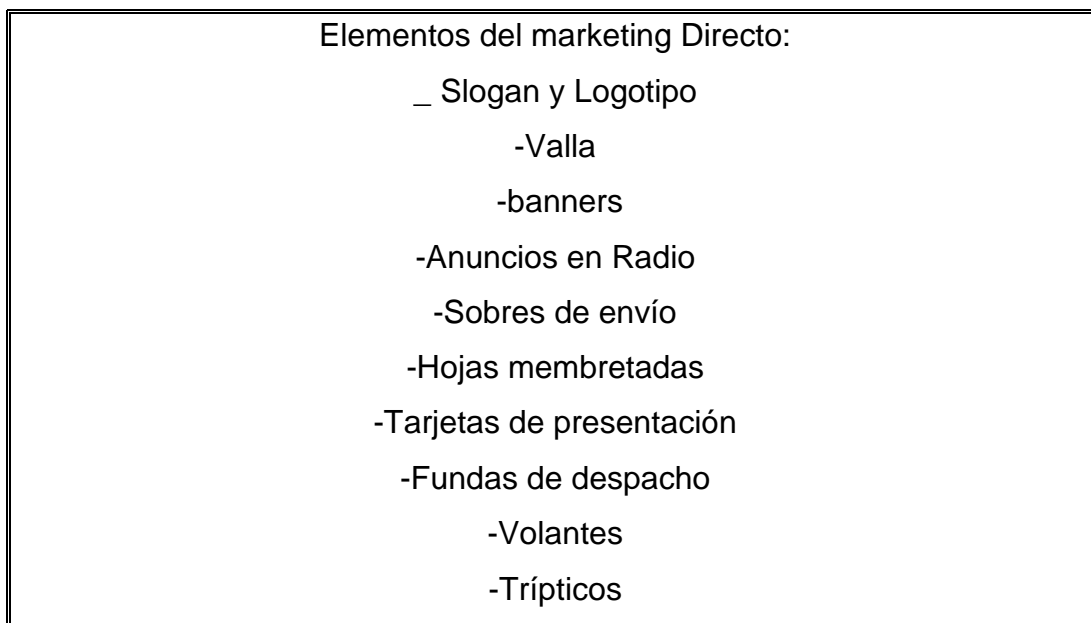 Elementos del marketing Directo:
_ Slogan y Logotipo
-Valla
-banners
-Anuncios en Radio
-Sobres de envío
-Hojas membretadas
-Tarjetas de presentación
-Fundas de despacho
-Volantes
-Trípticos